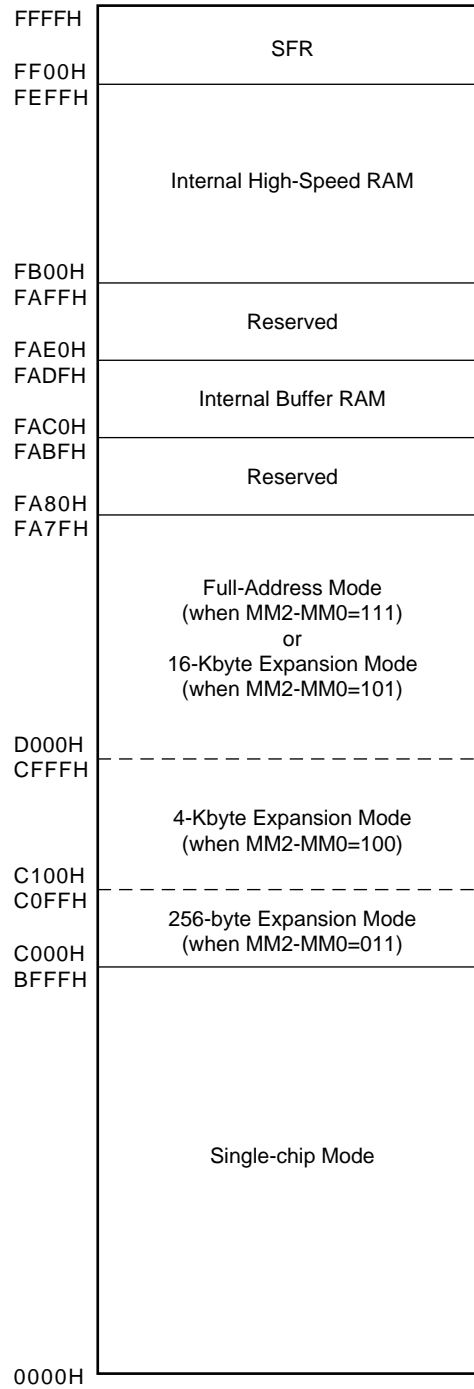 FFFFH
SFR
FF00H
FEFFH
Internal High-Speed RAM
FB00H
FAFFH
Reserved
FAE0H
FADFH
Internal Buffer RAM
FAC0H
FABFH
Reserved
FA80H
FA7FH
Full-Address Mode
(when MM2-MM0=111)
or
16-Kbyte Expansion Mode
(when MM2-MM0=101)
D000H
CFFFH
4-Kbyte Expansion Mode
(when MM2-MM0=100)
C100H
C0FFH
256-byte Expansion Mode
(when MM2-MM0=011)
C000H
BFFFH
Single-chip Mode
0000H